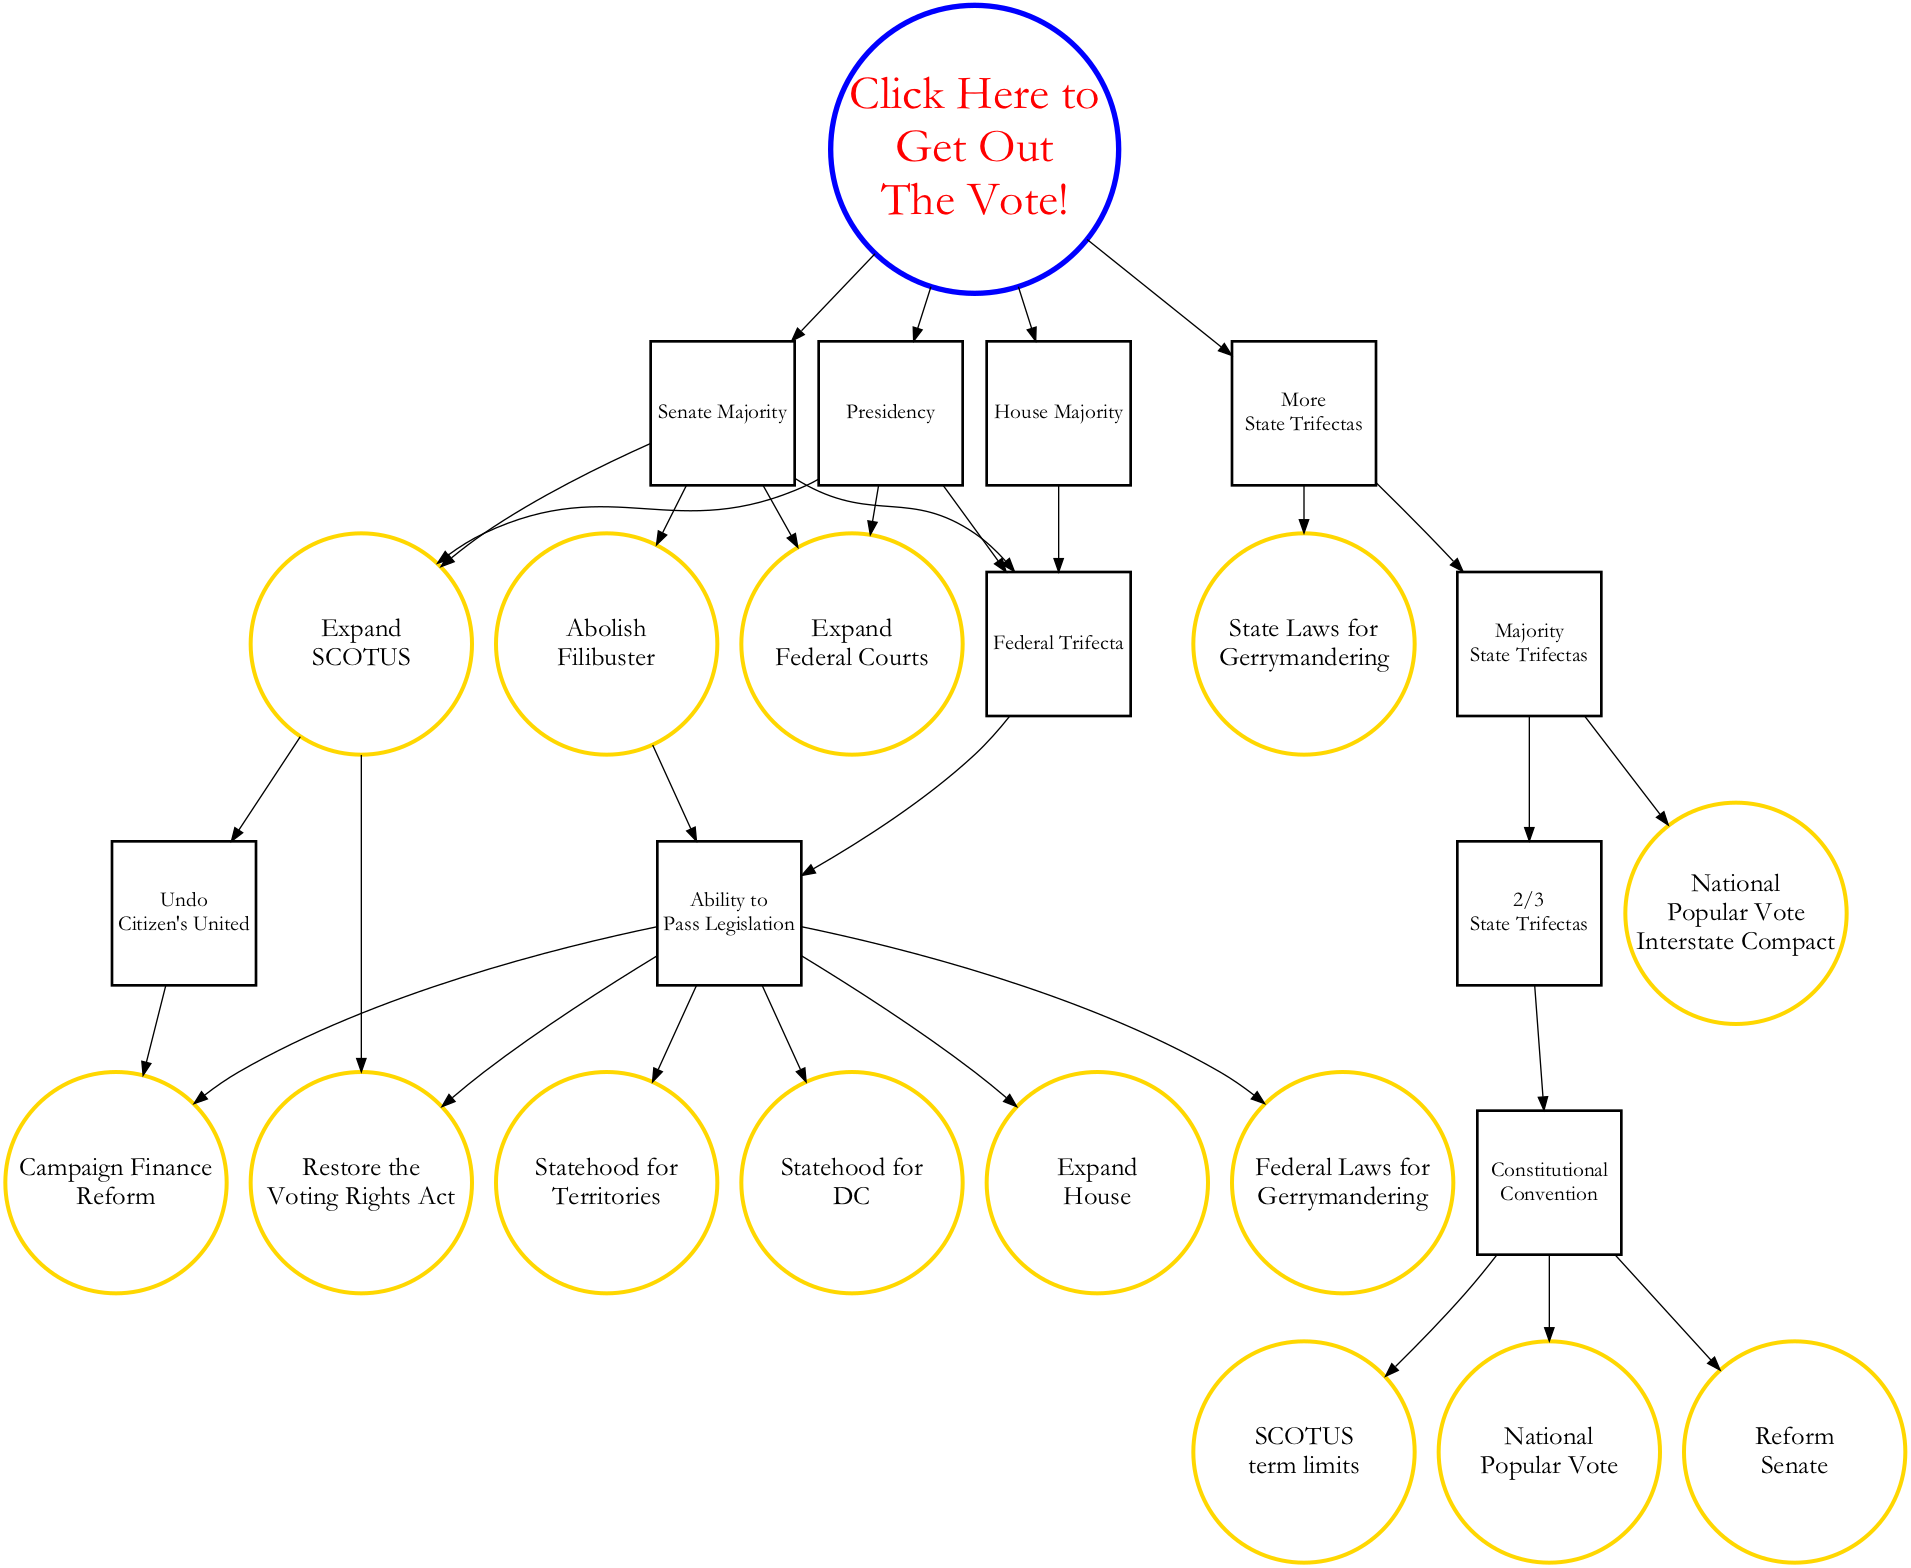 Click Here to
Get Out
The Vote!
Senate Majority
Presidency
House Majority
More
State Trifectas
Expand
SCOTUS
Abolish
Filibuster
Expand
Federal Courts
Federal Trifecta
State Laws for
Gerrymandering
Majority
State Trifectas
Undo
Citizen's United
Ability to
Pass Legislation
2/3
State Trifectas
National
Popular Vote
Interstate Compact
Campaign Finance
Reform
Restore the
Voting Rights Act
Statehood for
Territories
Statehood for
DC
Expand
House
Federal Laws for
Gerrymandering
Constitutional
Convention
SCOTUS
term limits
National
Popular Vote
Reform
Senate